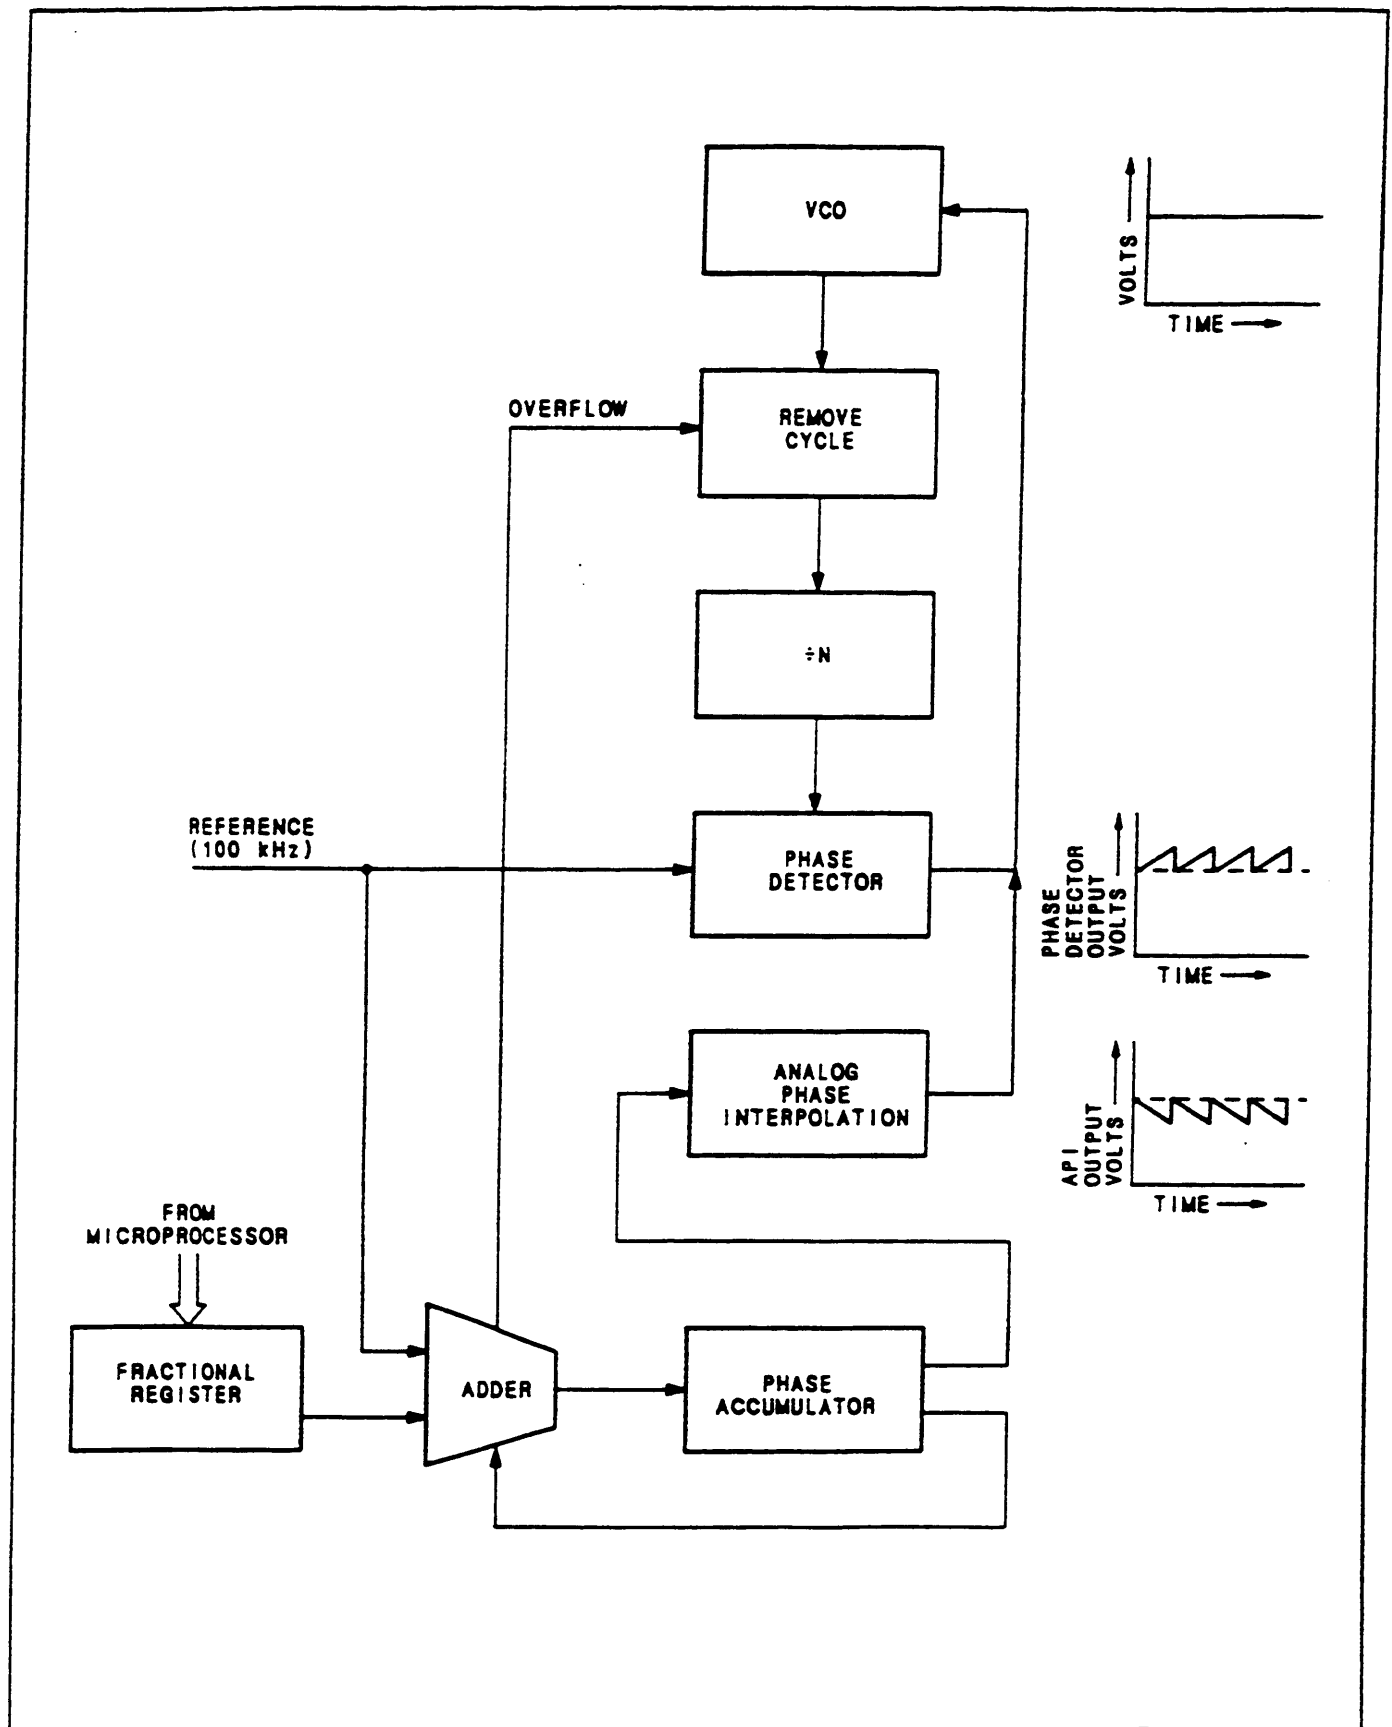 VCO
VOLTS
TIME
OVERFLOW
REMOVE
CYCLE
÷N
REFERENCE
(100 kHz)
PHASE
DETECTOR
PHASE
DETECTOR
OUTPUT
VOLTS
TIME
ANALOG
PHASE
INTERPOLATION
API
OUTPUT
VOLTS
TIME
FROM
MICROPROCESSOR
FRACTIONAL
REGISTER
ADDER
PHASE
ACCUMULATOR